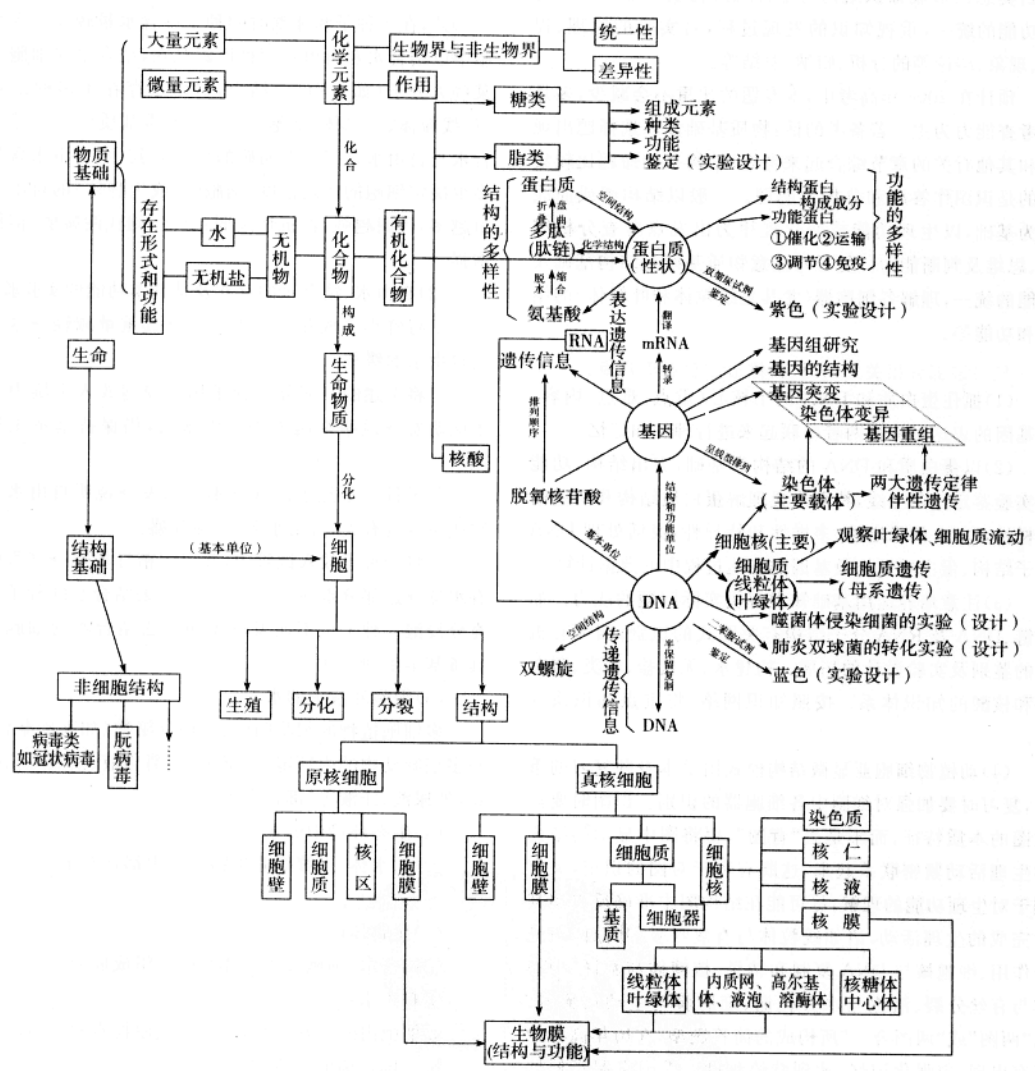 大量元素
微量元素
化学元素
生物界与非生物界
统一性
差异性
作用
糖类
脂类
组成元素
种类
功能
鉴定(实验设计)
物质
基础
化合
存在形式和功能
水
无机盐
无机物
化合物
有机化合物
结构的多样性
蛋白质
折叠
盘曲
多肽
(肽链)
脱水
缩合
氨基酸
空间结构
化学结构
蛋白质
(性状)
结构蛋白
构成成分
功能蛋白
①催化②运输
③调节④免疫
功能的多样性
双缩脲试剂
鉴定
紫色(实验设计)
生命
构成
生命物质
RNA
遗传信息
表达遗传信息
翻译
mRNA
转录
基因组研究
基因的结构
基因突变
染色体变异
基因重组
基因
排列顺序
核酸
呈线型排列
脱氧核苷酸
染色体
(主要载体)
两大遗传定律
伴性遗传
分化
结构和功能单位
基本单位
结构
基础
(基本单位)
细胞
细胞核(主要)
细胞质
(线粒体
叶绿体)
观察叶绿体、细胞质流动
细胞质遗传
(母系遗传)
DNA
噬菌体侵染细菌的实验(设计)
肺炎双球菌的转化实验(设计)
二苯胺试剂
鉴定
蓝色(实验设计)
空间结构
双螺旋
传递遗传信息
半保留复制
DNA
非细胞结构
病毒类
如冠状病毒
朊病毒
……
生殖
分化
分裂
结构
原核细胞
真核细胞
细胞壁
细胞质
核区
细胞膜
细胞壁
细胞膜
细胞质
细胞核
染色质
核仁
核液
核膜
基质
细胞器
线粒体
叶绿体
内质网、高尔基
体、液泡、溶酶体
核糖体
中心体
生物膜
(结构与功能)